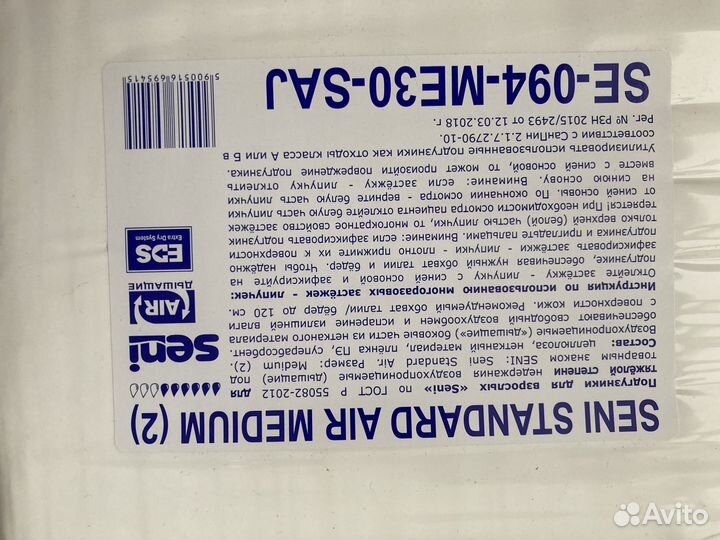 SENI STANDARD AIR MEDIUM (2)
Подгузники для взрослых «Seni» по ГОСТ Р 55082-2012 для
тяжёлой степени недержания воздухопроницаемые (дышащие) под
товарным знаком SENI: Seni Standard Air, Размер: Medium (2).
Состав: целлюлоза, нетканый материал, плёнка ПЭ, суперабсорбент.
Воздухопроницаемые («дышащие») боковые части из нетканого материала
обеспечивают свободный воздухообмен и испарение излишней влаги
с поверхности кожи. Рекомендуемый обхват талии/ бёдер до 120 см.
Инструкция по использованию многоразовых застёжек - липучек:
Отклейте застёжку - липучку с синей основой и зафиксируйте на
подгузнике, обеспечивая нужный обхват талии и бёдер. Чтобы надёжно
зафиксировать застёжки - липучки - плотно прижмите их к поверхности
подгузника и пригладьте пальцами. Внимание: если зафиксировать подгузник
только верхней (белой) частью липучки, то многократное свойство застёжек
теряется! При необходимости осмотра пациента отклейте белую часть липучки
от синей основы. По окончании осмотра - верните белую часть липучки
на синюю основу. Внимание: если застёжку - липучку отклеить
вместе с синей основой, то может произойти повреждение подгузника.
Утилизировать использованные подгузники как отходы класса А или Б в
соответствии с СанПин 2.1.7.2790-10.
Рег. № РЗН 2015/2493 от 12.03.2018 г.
SE-094-ME30-SAJ
seni
AIR
ДЫШАЩИЕ
EDS
Extra Dry System
5900516695415
Avito